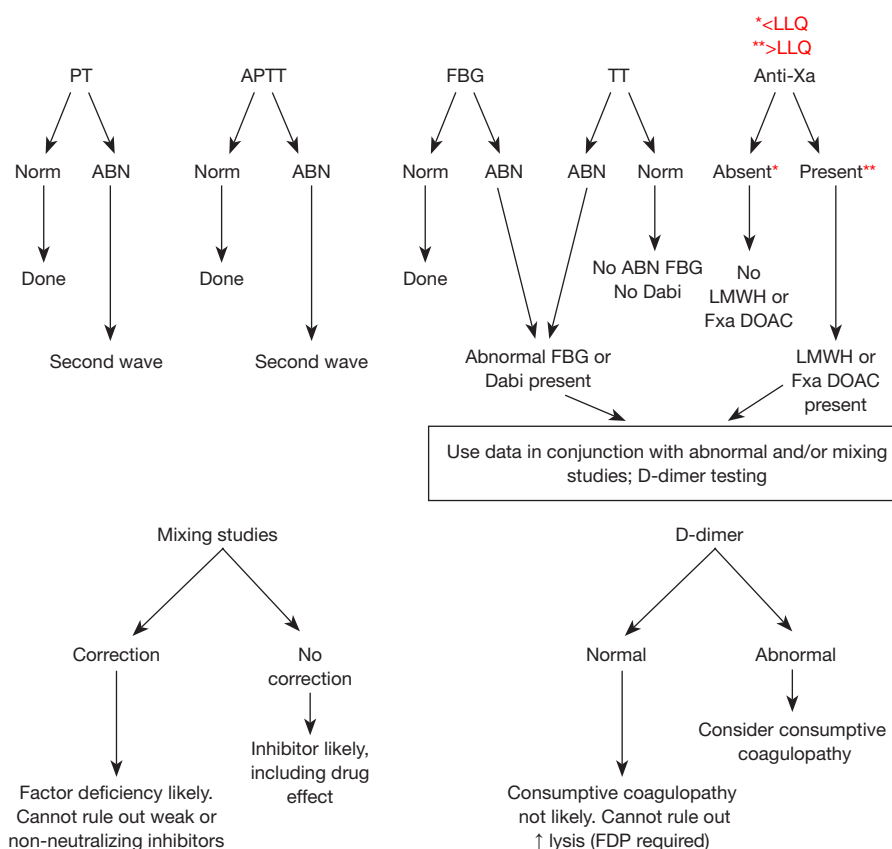 *<LLQ
**>LLQ
PT
APTT
FBG
TT
Anti-Xa
Norm
ABN
Norm
ABN
Norm
ABN
ABN
Norm
Absent*
Present**
Done
Done
Done
No ABN FBG
No Dabi
No
LMWH or
Fxa DOAC
Second wave
Second wave
Abnormal FBG or
Dabi present
LMWH or
Fxa DOAC
present
Use data in conjunction with abnormal and/or mixing
studies; D-dimer testing
Mixing studies
D-dimer
Correction
No
correction
Normal
Abnormal
Inhibitor likely,
including drug
effect
Consider consumptive
coagulopathy
Factor deficiency likely.
Cannot rule out weak or
non-neutralizing inhibitors
Consumptive coagulopathy
not likely. Cannot rule out
↑ lysis (FDP required)